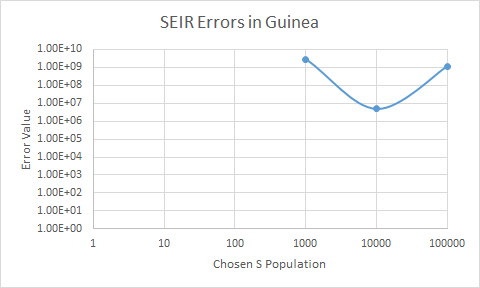 SEIR Errors in Guinea
1.00E+10
1.00E+09
1.00E+08
1.00E+07
1.00E+06
1.00E+05
1.00E+04
1.00E+03
1.00E+02
1.00E+01
1.00E+00
Error Value
1 10 100 1000 10000 100000
Chosen S Population